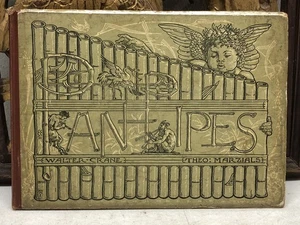 PAN PIPES
WALTER·CRANE THEO: MARZIALS